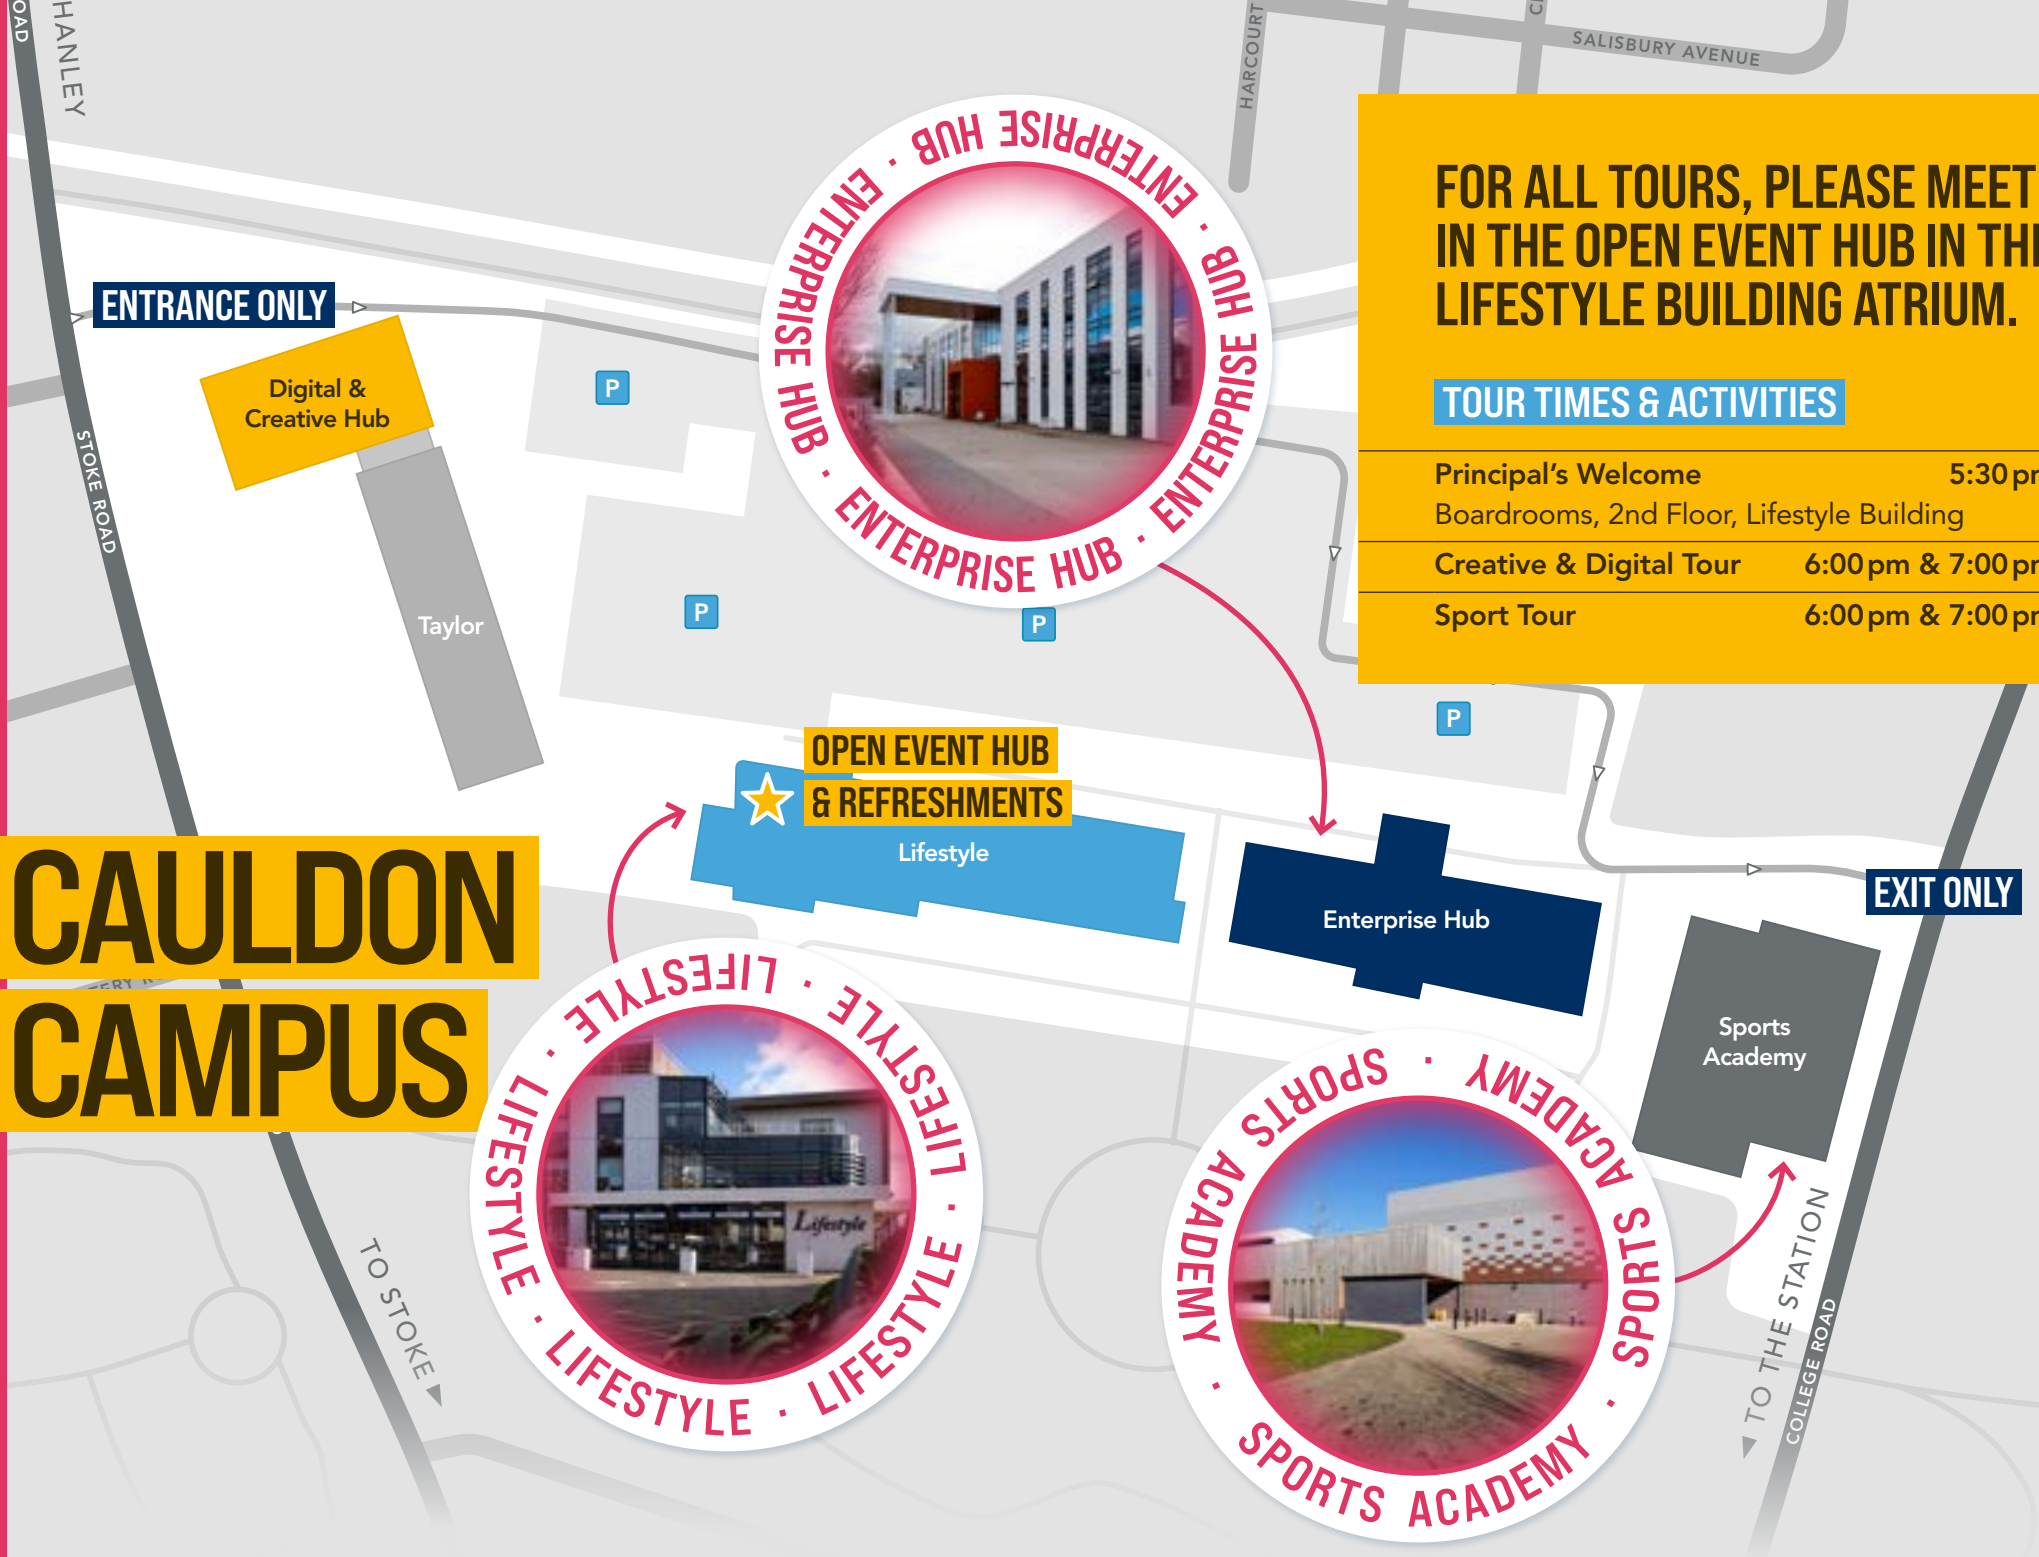 OAD
HANLEY
HARCOURT
SALISBURY AVENUE
ENTRANCE ONLY
Digital &
Creative Hub
STOKE ROAD
Taylor
P
P
P
P
ENTERPRISE HUB · ENTERPRISE HUB · ENTERPRISE HUB · ENTERPRISE HUB ·
FOR ALL TOURS, PLEASE MEET
IN THE OPEN EVENT HUB IN THE
LIFESTYLE BUILDING ATRIUM.
TOUR TIMES & ACTIVITIES
Principal's Welcome 5:30pm
Boardrooms, 2nd Floor, Lifestyle Building
Creative & Digital Tour 6:00pm & 7:00pm
Sport Tour 6:00pm & 7:00pm
OPEN EVENT HUB
& REFRESHMENTS
Lifestyle
Enterprise Hub
EXIT ONLY
Sports
Academy
CAULDON
CAMPUS
LIFESTYLE · LIFESTYLE · LIFESTYLE · LIFESTYLE · LIFESTYLE · LIFESTYLE ·
Lifestyle
SPORTS ACADEMY · SPORTS ACADEMY · SPORTS ACADEMY ·
TO STOKE
TO THE STATION
COLLEGE ROAD